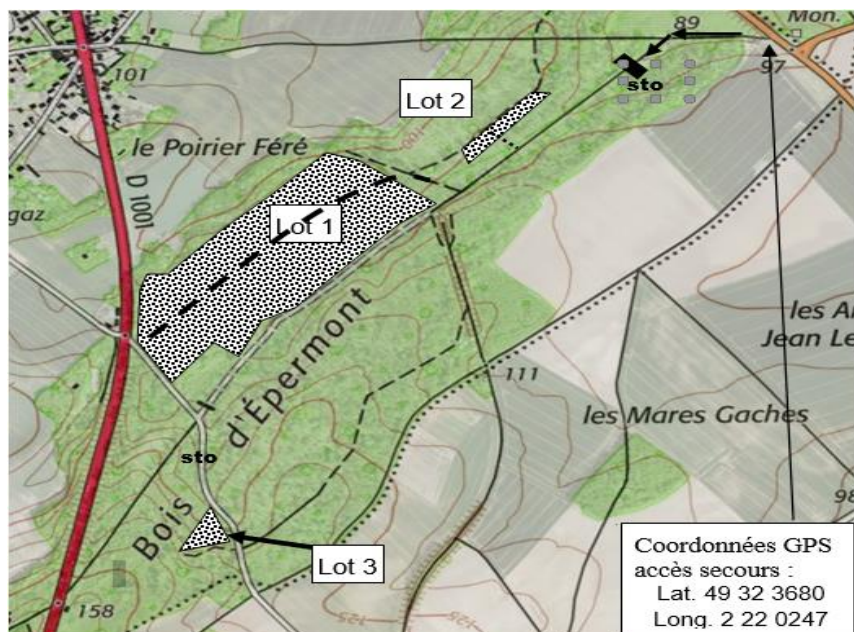 89
Mon.
97
sto
101
Lot 2
le Poirier Féré
gaz
D 1001
Lot 1
les A
Jean Le
111
Bois d'Épermont
les Mares Gaches
sto
98
Lot 3
125
125
158
Coordonnées GPS
accès secours :
Lat. 49 32 3680
Long. 2 22 0247